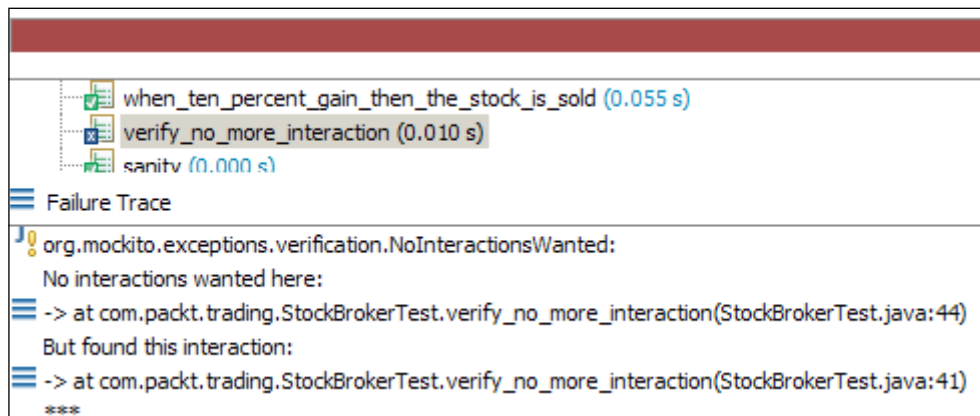 when_ten_percent_gain_then_the_stock_is_sold (0.055 s)
verify_no_more_interaction (0.010 s)
sanity (0.000 s)
Failure Trace
org.mockito.exceptions.verification.NoInteractionsWanted:
No interactions wanted here:
-> at com.packt.trading.StockBrokerTest.verify_no_more_interaction(StockBrokerTest.java:44)
But found this interaction:
-> at com.packt.trading.StockBrokerTest.verify_no_more_interaction(StockBrokerTest.java:41)
***